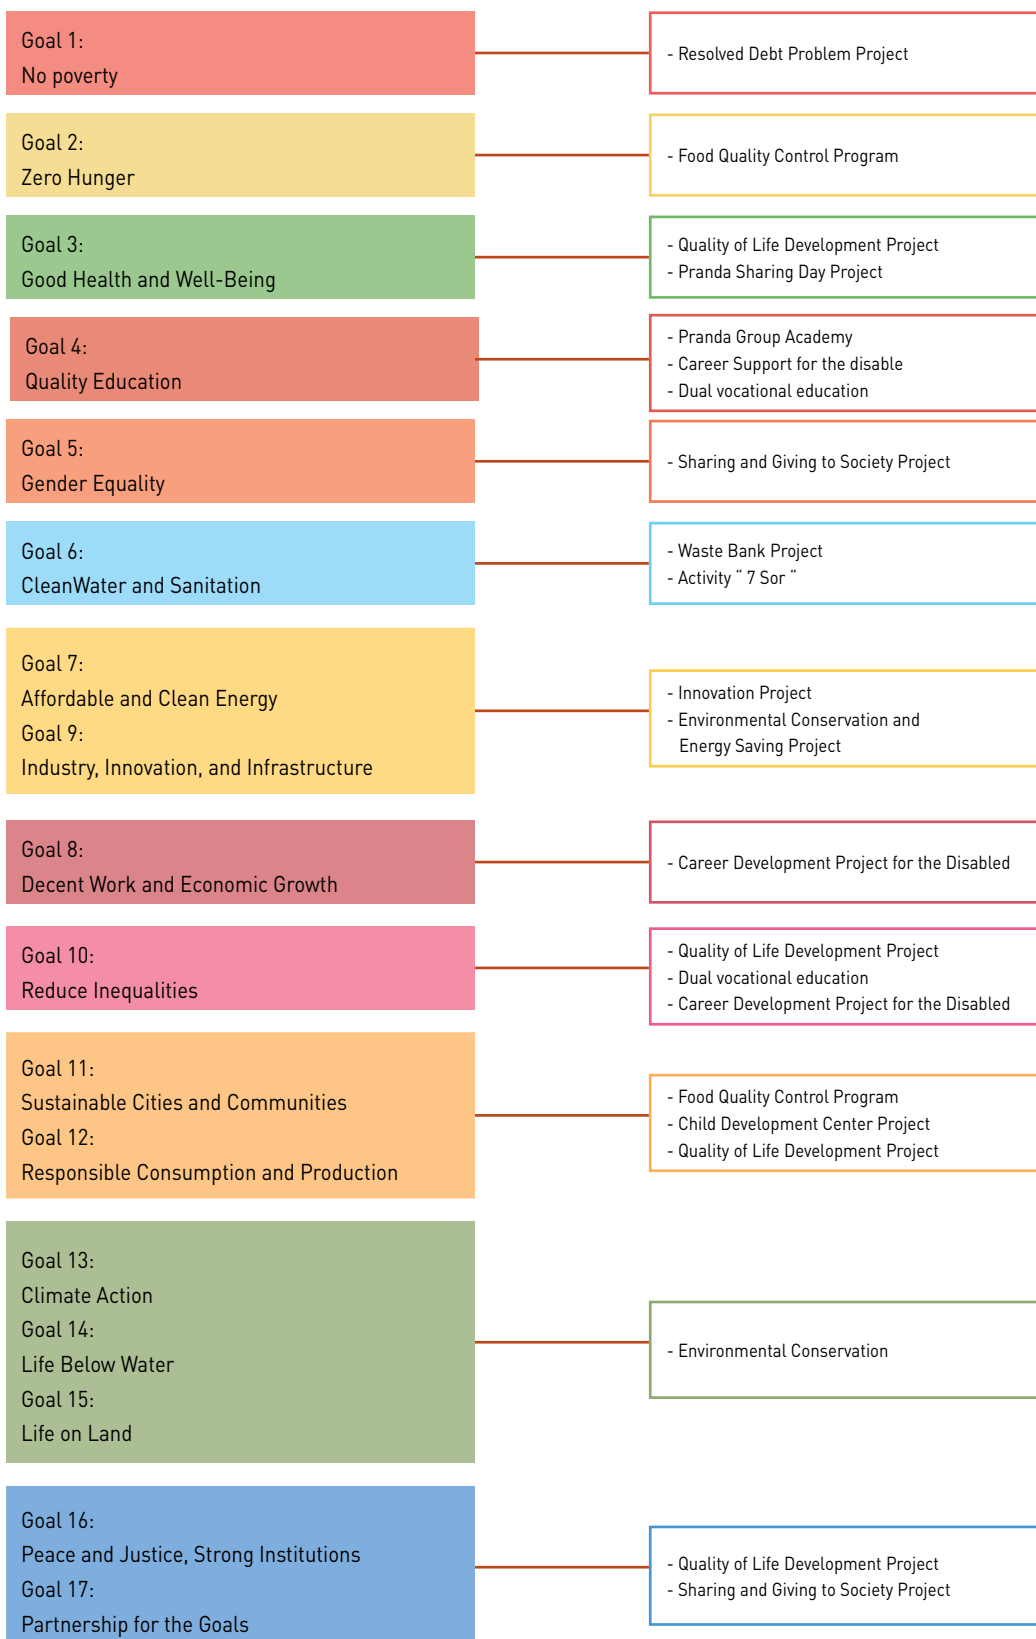 Goal 1:
No poverty
- Resolved Debt Problem Project
Goal 2:
Zero Hunger
- Food Quality Control Program
Goal 3:
Good Health and Well-Being
- Quality of Life Development Project
- Pranda Sharing Day Project
Goal 4:
Quality Education
- Pranda Group Academy
- Career Support for the disable
- Dual vocational education
Goal 5:
Gender Equality
- Sharing and Giving to Society Project
Goal 6:
CleanWater and Sanitation
- Waste Bank Project
- Activity “ 7 Sor “
Goal 7:
Affordable and Clean Energy
Goal 9:
Industry, Innovation, and Infrastructure
- Innovation Project
- Environmental Conservation and
Energy Saving Project
Goal 8:
Decent Work and Economic Growth
- Career Development Project for the Disabled
Goal 10:
Reduce Inequalities
- Quality of Life Development Project
- Dual vocational education
- Career Development Project for the Disabled
Goal 11:
Sustainable Cities and Communities
Goal 12:
Responsible Consumption and Production
- Food Quality Control Program
- Child Development Center Project
- Quality of Life Development Project
Goal 13:
Climate Action
Goal 14:
Life Below Water
Goal 15:
Life on Land
- Environmental Conservation
Goal 16:
Peace and Justice, Strong Institutions
Goal 17:
Partnership for the Goals
- Quality of Life Development Project
- Sharing and Giving to Society Project